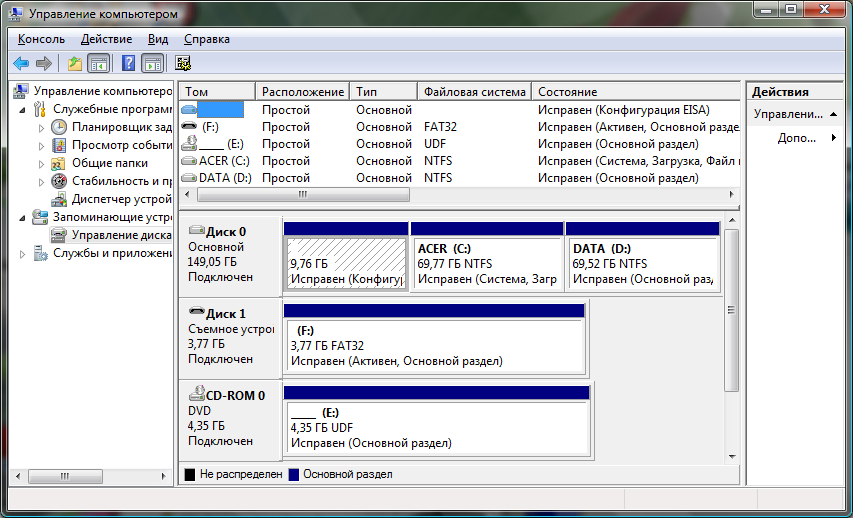 Управление компьютером
Консоль Действие Вид Справка
Управление компьютеро
Служебные програм
Планировщик зад
Просмотр событи
Общие папки
Стабильность и пр
Диспетчер устрой
Запоминающие устро
Управление диска
Службы и приложени
Том Расположение Тип Файловая система Состояние
Простой Основной Исправен (Конфигурация EISA)
(F:) Простой Основной FAT32 Исправен (Активен, Основной разде
____ (E:) Простой Основной UDF Исправен (Основной раздел)
ACER (C:) Простой Основной NTFS Исправен (Система, Загрузка, Файл
DATA (D:) Простой Основной NTFS Исправен (Основной раздел)
Диск 0
Основной
149,05 ГБ
Подключен
9,76 ГБ
Исправен (Конфигур
ACER (C:)
69,77 ГБ NTFS
Исправен (Система, Загр
DATA (D:)
69,52 ГБ NTFS
Исправен (Основной разд
Диск 1
Съемное устрої
3,77 ГБ
Подключен
(F:)
3,77 ГБ FAT32
Исправен (Активен, Основной раздел)
CD-ROM 0
DVD
4,35 ГБ
Подключен
____ (E:)
4,35 ГБ UDF
Исправен (Основной раздел)
Не распределен Основной раздел
Действия
Управлени...
Допо...